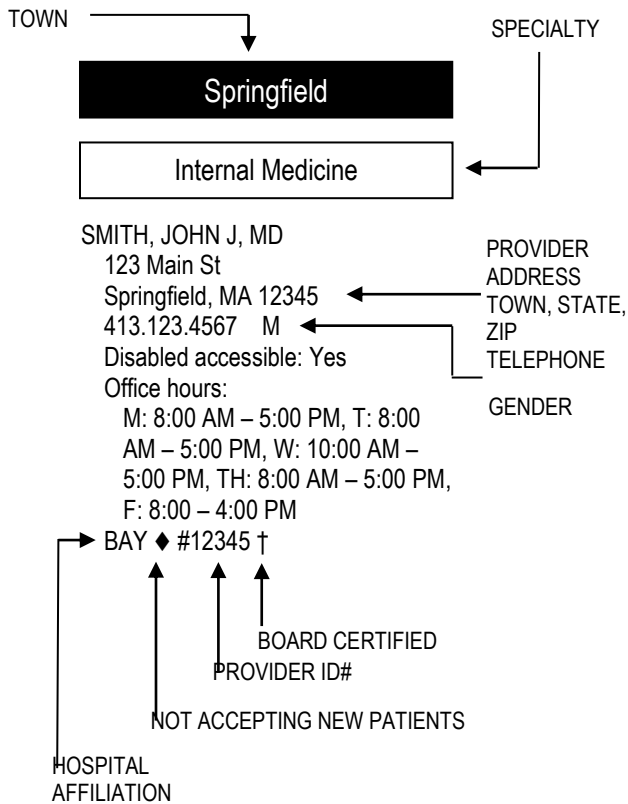 TOWN
SPECIALTY
Springfield
Internal Medicine
SMITH, JOHN J, MD
123 Main St
Springfield, MA 12345
413.123.4567 M
Disabled accessible: Yes
Office hours:
M: 8:00 AM – 5:00 PM, T: 8:00
AM – 5:00 PM, W: 10:00 AM –
5:00 PM, TH: 8:00 AM – 5:00 PM,
F: 8:00 – 4:00 PM
BAY ♦ #12345 †
PROVIDER
ADDRESS
TOWN, STATE,
ZIP
TELEPHONE
GENDER
BOARD CERTIFIED
PROVIDER ID#
NOT ACCEPTING NEW PATIENTS
HOSPITAL
AFFILIATION